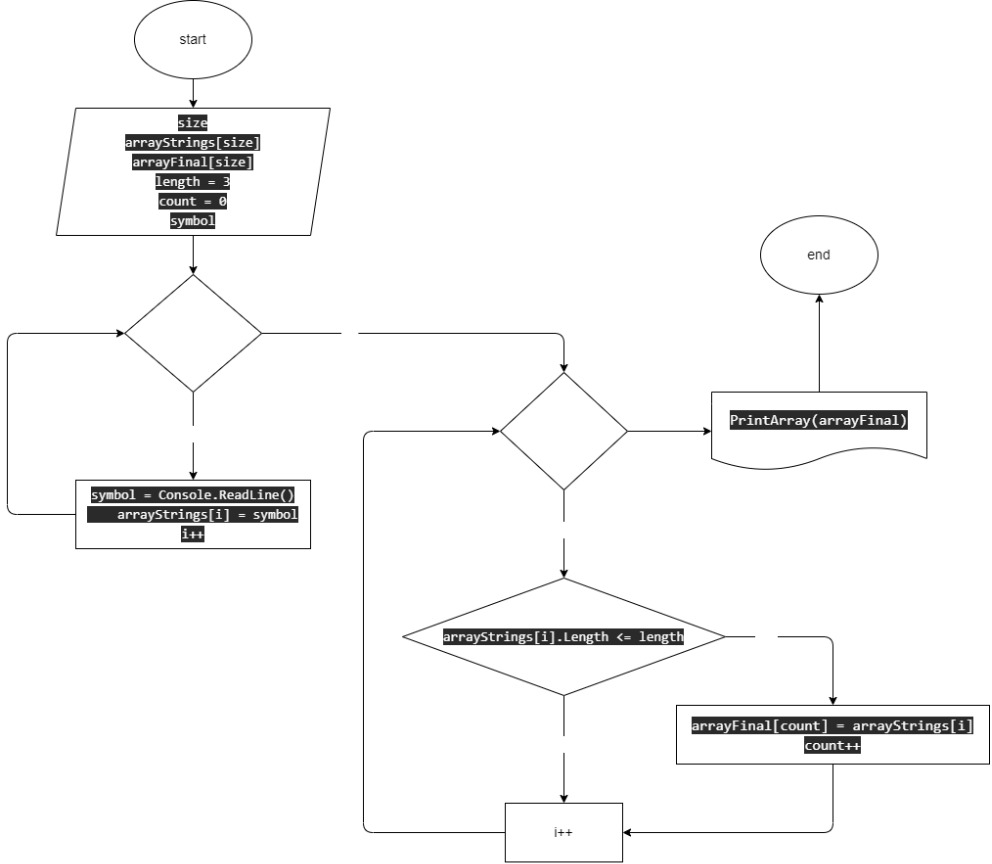 start
size
arrayStrings[size]
arrayFinal[size]
length = 3
count = 0
symbol
end
PrintArray(arrayFinal)
symbol = Console.ReadLine()
arrayStrings[i] = symbol
i++
arrayStrings[i].Length <= length
arrayFinal[count] = arrayStrings[i]
count++
i++